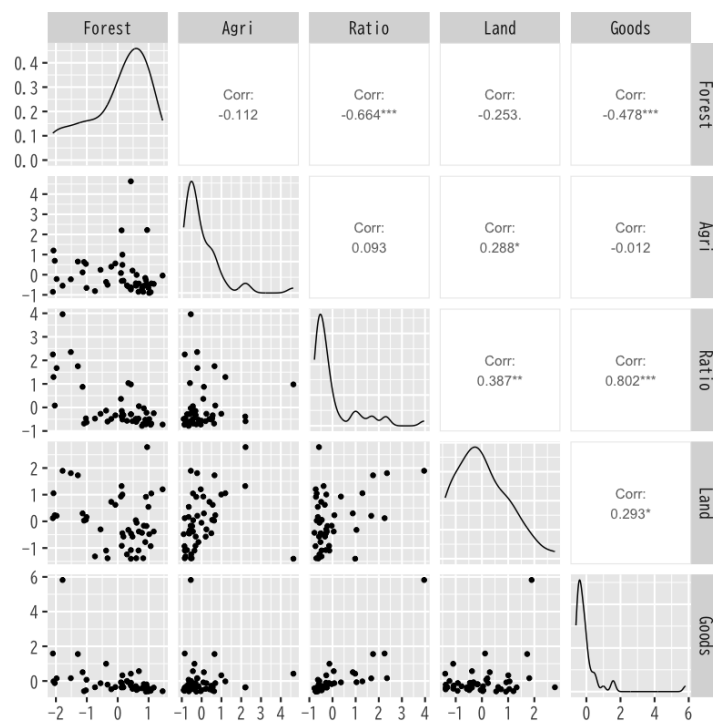 Forest Agri Ratio Land Goods
0.4
0.3
0.2
0.1
0.0
Corr:
-0.112
Corr:
-0.664***
Corr:
-0.253.
Corr:
-0.478***
Forest
4
3
2
1
0
-1
Corr:
0.093
Corr:
0.288*
Corr:
-0.012
Agri
4
3
2
1
0
-1
Corr:
0.387**
Corr:
0.802***
Ratio
2
1
0
-1
Corr:
0.293*
Land
6
4
2
0
Goods
-2 -1 0 1
-1 0 1 2 3 4
-1 0 1 2 3 4
-1 0 1 2
0 2 4 6